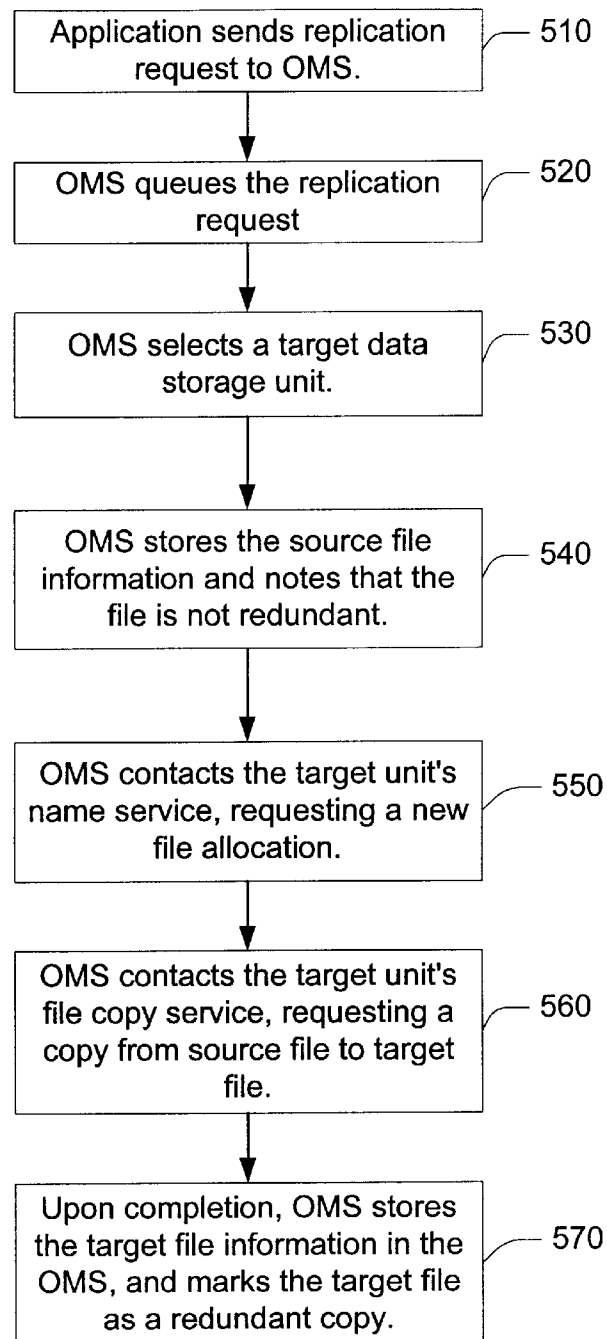 Application sends replication
request to OMS.
510
OMS queues the replication
request
520
OMS selects a target data
storage unit.
530
OMS stores the source file
information and notes that the
file is not redundant.
540
OMS contacts the target unit's
name service, requesting a new
file allocation.
550
OMS contacts the target unit's
file copy service, requesting a
copy from source file to target
file.
560
Upon completion, OMS stores
the target file information in the
OMS, and marks the target file
as a redundant copy.
570